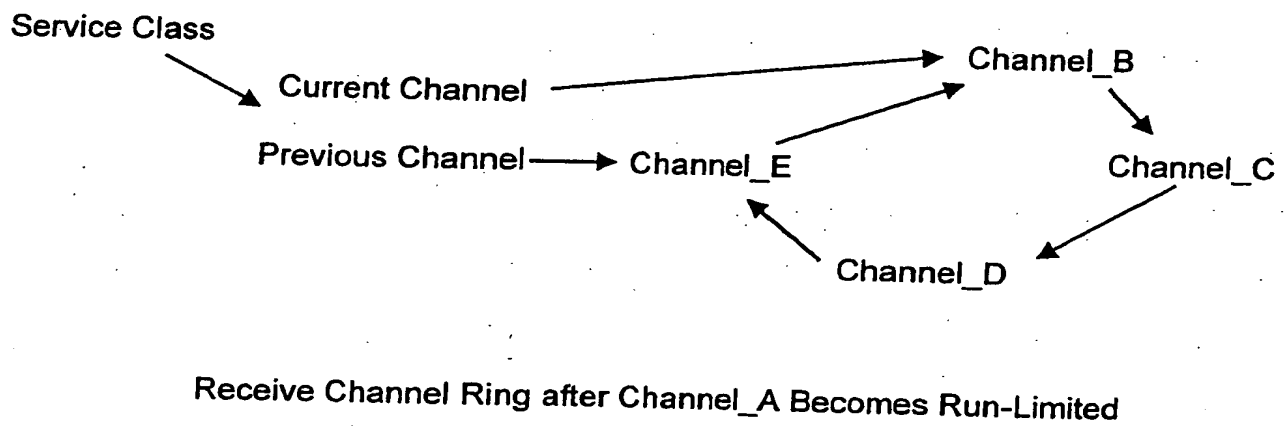 Service Class
Current Channel
Channel_B
Previous Channel
Channel_E
Channel_C
Channel_D
Receive Channel Ring after Channel_A Becomes Run-Limited